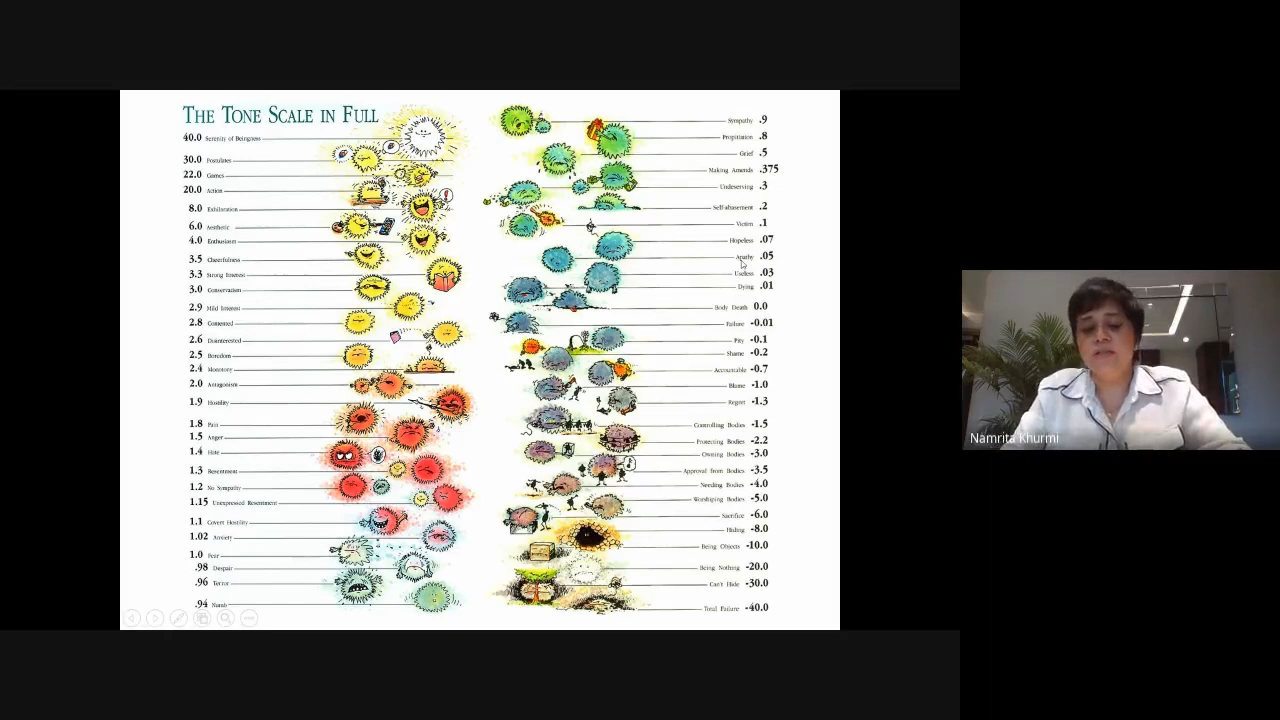 THE TONE SCALE IN FULL
40.0 Serenity of Beingness
30.0 Postulates
22.0 Games
20.0 Action
8.0 Exhilaration
6.0 Aesthetic
4.0 Enthusiasm
3.5 Cheerfulness
3.3 Strong Interest
3.0 Conservatism
2.9 Mild Interest
2.8 Contented
2.6 Disinterested
2.5 Boredom
2.4 Monotony
2.0 Antagonism
1.9 Hostility
1.8 Pain
1.5 Anger
1.4 Hate
1.3 Resentment
1.2 No Sympathy
1.15 Unexpressed Resentment
1.1 Covert Hostility
1.02 Anxiety
1.0 Fear
.98 Despair
.96 Terror
.94 Numb
Sympathy .9
Propitiation .8
Grief .5
Making Amends .375
Undeserving .3
Self-abasement .2
Victim .1
Hopeless .07
Apathy .05
Useless .03
Dying .01
Body Death 0.0
Failure -0.01
Pity -0.1
Shame -0.2
Accountable -0.7
Blame -1.0
Regret -1.3
Controlling Bodies -1.5
Protecting Bodies -2.2
Owning Bodies -3.0
Approval from Bodies -3.5
Needing Bodies -4.0
Worshiping Bodies -5.0
Sacrifice -6.0
Hiding -8.0
Being Objects -10.0
Being Nothing -20.0
Can't Hide -30.0
Total Failure -40.0
Namrita Khurmi